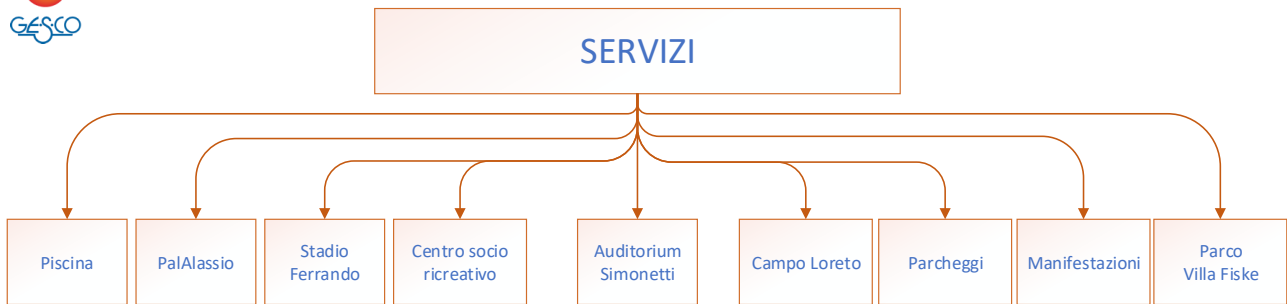 GESCO
SERVIZI
Piscina
PalAlassio
Stadio
Ferrando
Centro socio
ricreativo
Auditorium
Simonetti
Campo Loreto
Parcheggi
Manifestazioni
Parco
Villa Fiske